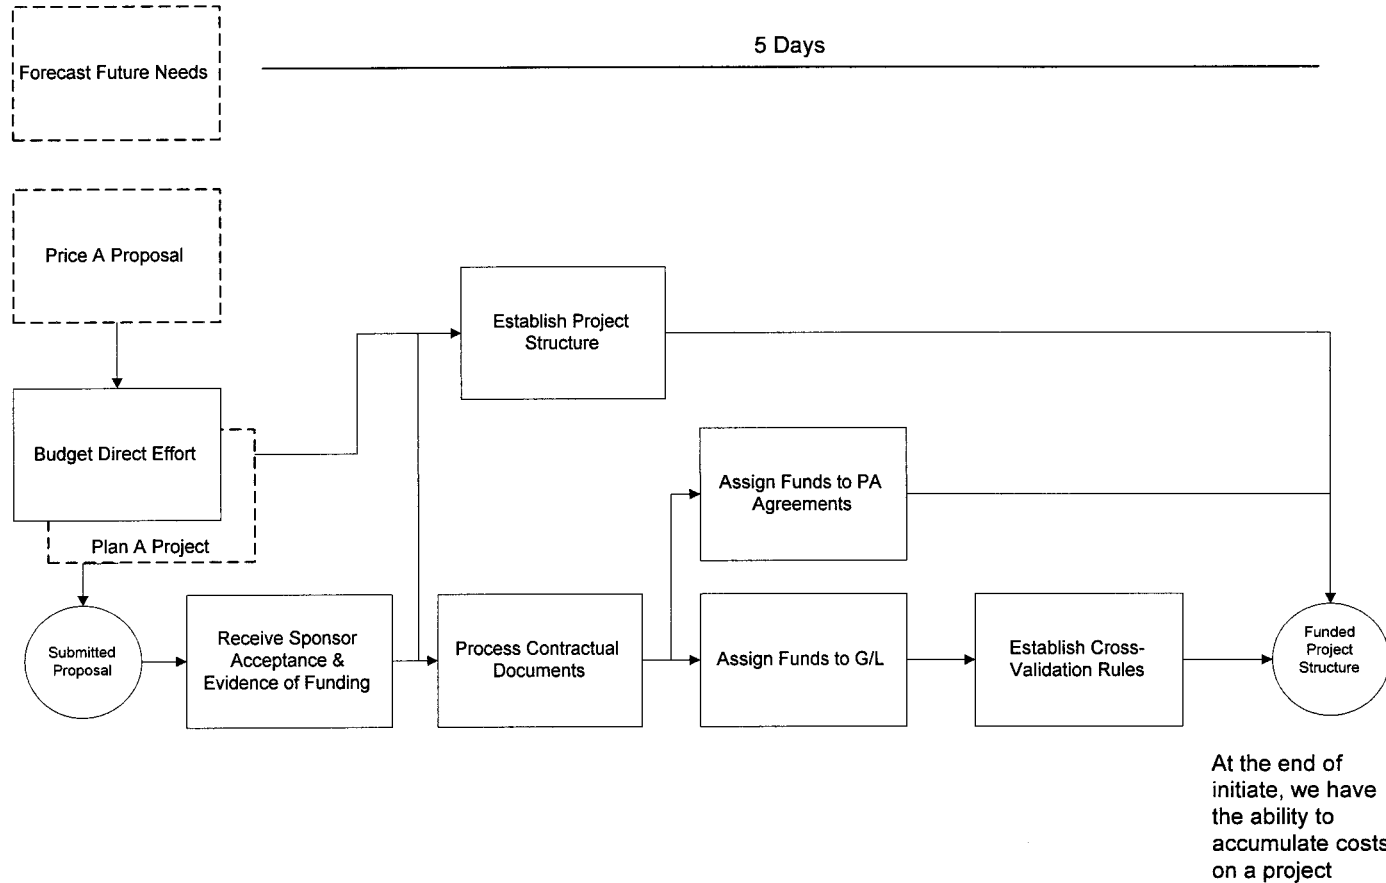 5 Days
Forecast Future Needs
Price A Proposal
Establish Project
Structure
Budget Direct Effort
Assign Funds to PA
Agreements
Plan A Project
Submitted
Proposal
Receive Sponsor
Acceptance &
Evidence of Funding
Process Contractual
Documents
Assign Funds to G/L
Establish Cross-
Validation Rules
Funded
Project
Structure
At the end of
initiate, we have
the ability to
accumulate costs
on a project